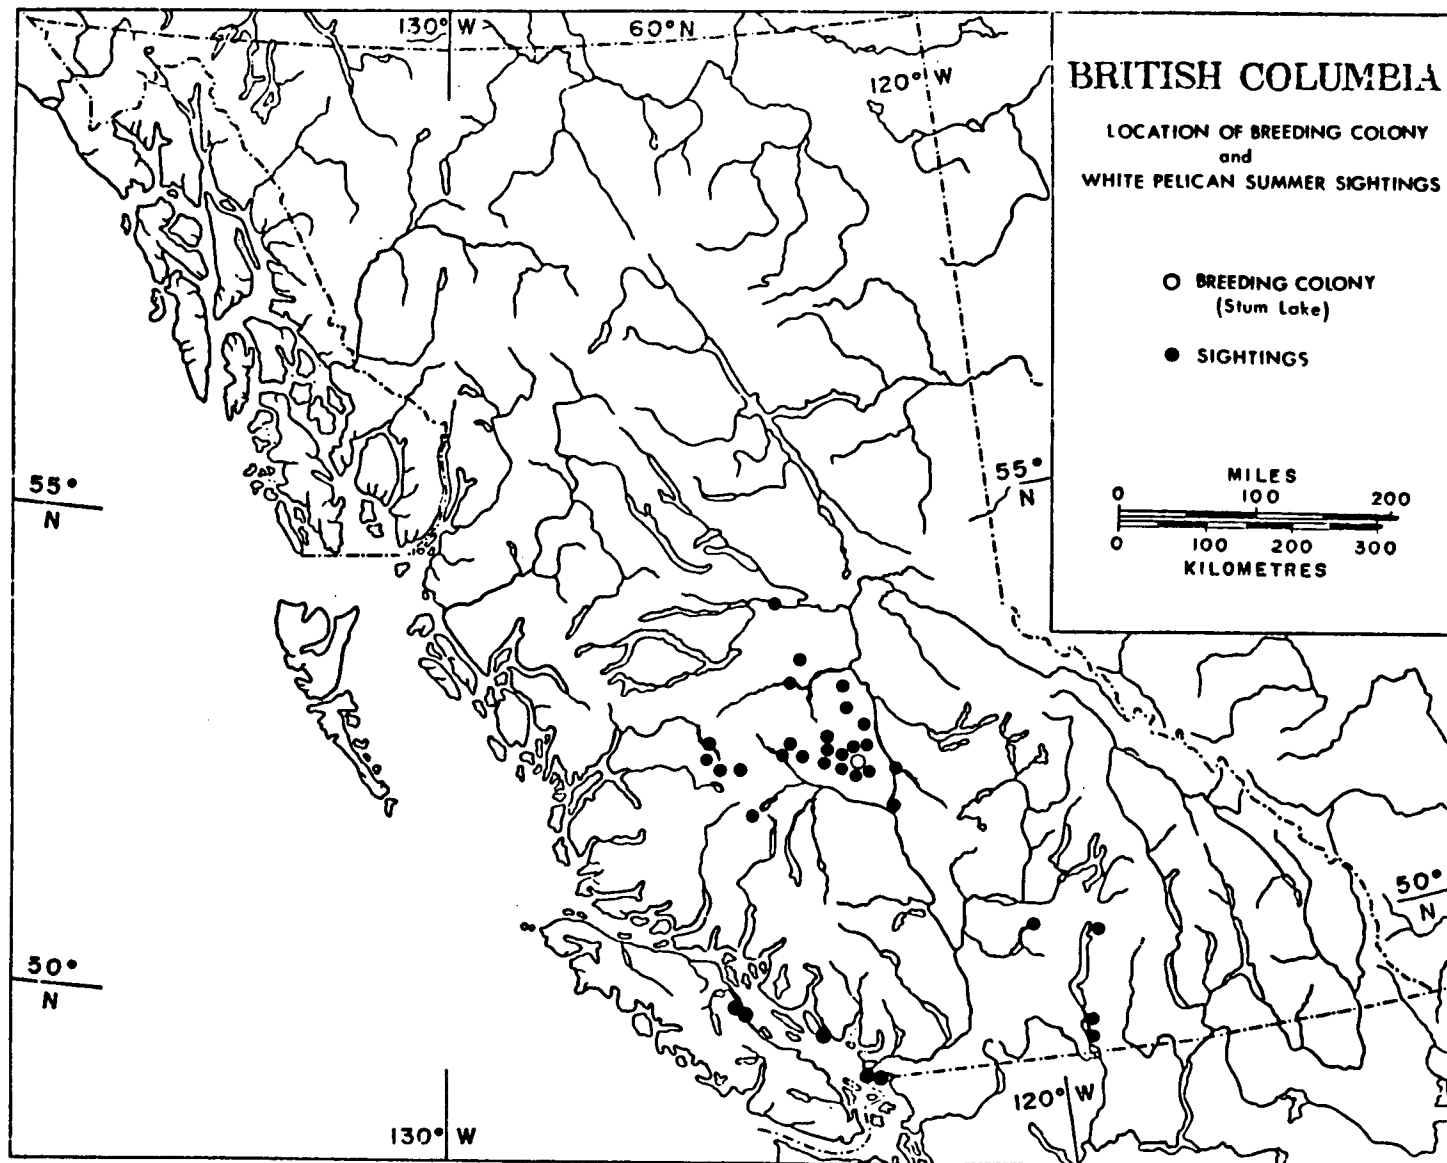 130° W
60°N
120° W
BRITISH COLUMBIA
LOCATION OF BREEDING COLONY
and
WHITE PELICAN SUMMER SIGHTINGS
BREEDING COLONY
(Stum Lake)
SIGHTINGS
55°
N
55°
N
MILES
0 100 200
0 100 200 300
KILOMETRES
50°
N
50°
N
130° W
120° W